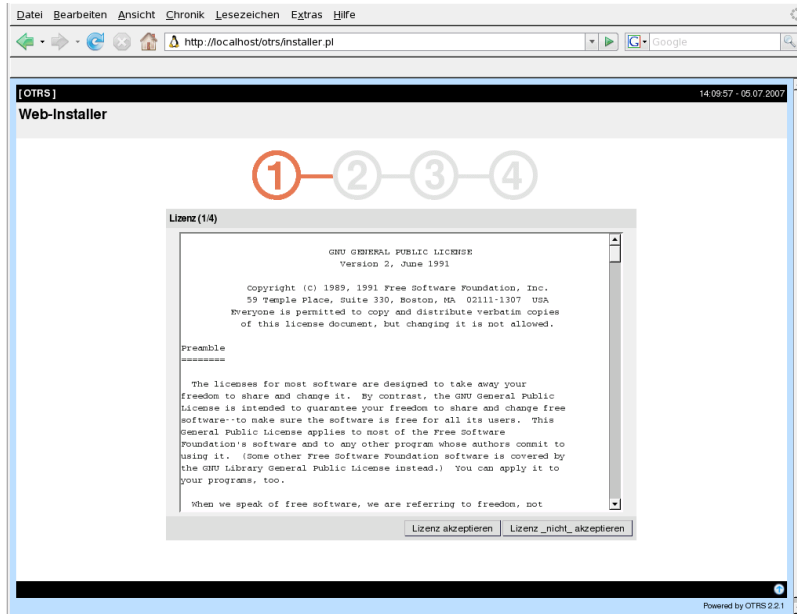 Datei Bearbeiten Ansicht Chronik Lesezeichen Extras Hilfe
http://localhost/otrs/installer.pl
G Google
[ OTRS ] 14:09:57 - 05.07.2007
Web-Installer
1 2 3 4
Lizenz (1/4)
GNU GENERAL PUBLIC LICENSE
Version 2, June 1991
Copyright (C) 1989, 1991 Free Software Foundation, Inc.
59 Temple Place, Suite 330, Boston, MA 02111-1307 USA
Everyone is permitted to copy and distribute verbatim copies
of this license document, but changing it is not allowed.
Preamble
========
The licenses for most software are designed to take away your
freedom to share and change it. By contrast, the GNU General Public
License is intended to guarantee your freedom to share and change free
software--to make sure the software is free for all its users. This
General Public License applies to most of the Free Software
Foundation's software and to any other program whose authors commit to
using it. (Some other Free Software Foundation software is covered by
the GNU Library General Public License instead.) You can apply it to
your programs, too.
When we speak of free software, we are referring to freedom, not
Lizenz akzeptieren Lizenz _nicht_ akzeptieren
Powered by OTRS 2.2.1